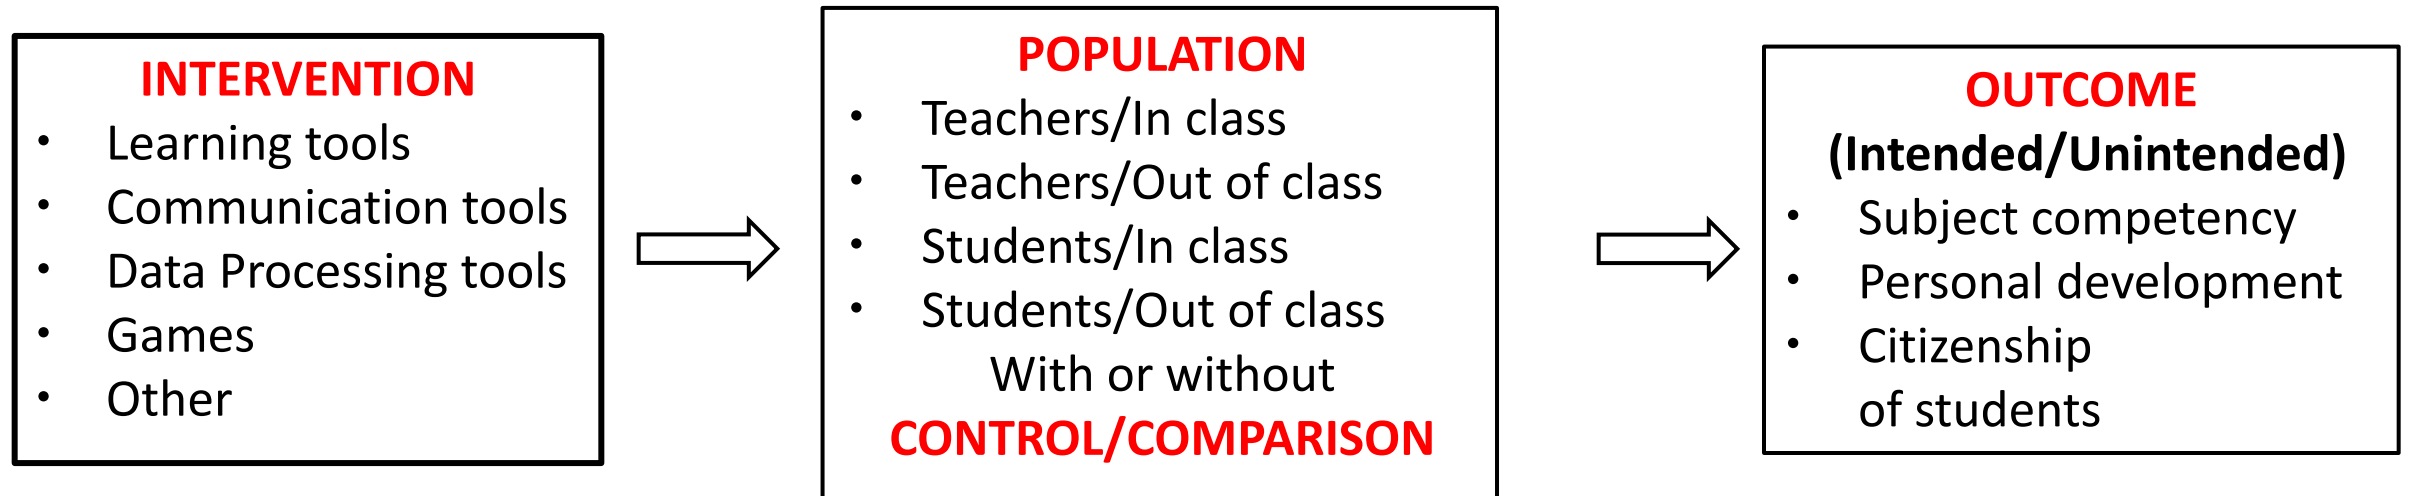 INTERVENTION
• Learning tools
• Communication tools
• Data Processing tools
• Games
• Other
POPULATION
• Teachers/In class
• Teachers/Out of class
• Students/In class
• Students/Out of class
With or without
CONTROL/COMPARISON
OUTCOME
(Intended/Unintended)
• Subject competency
• Personal development
• Citizenship
of students